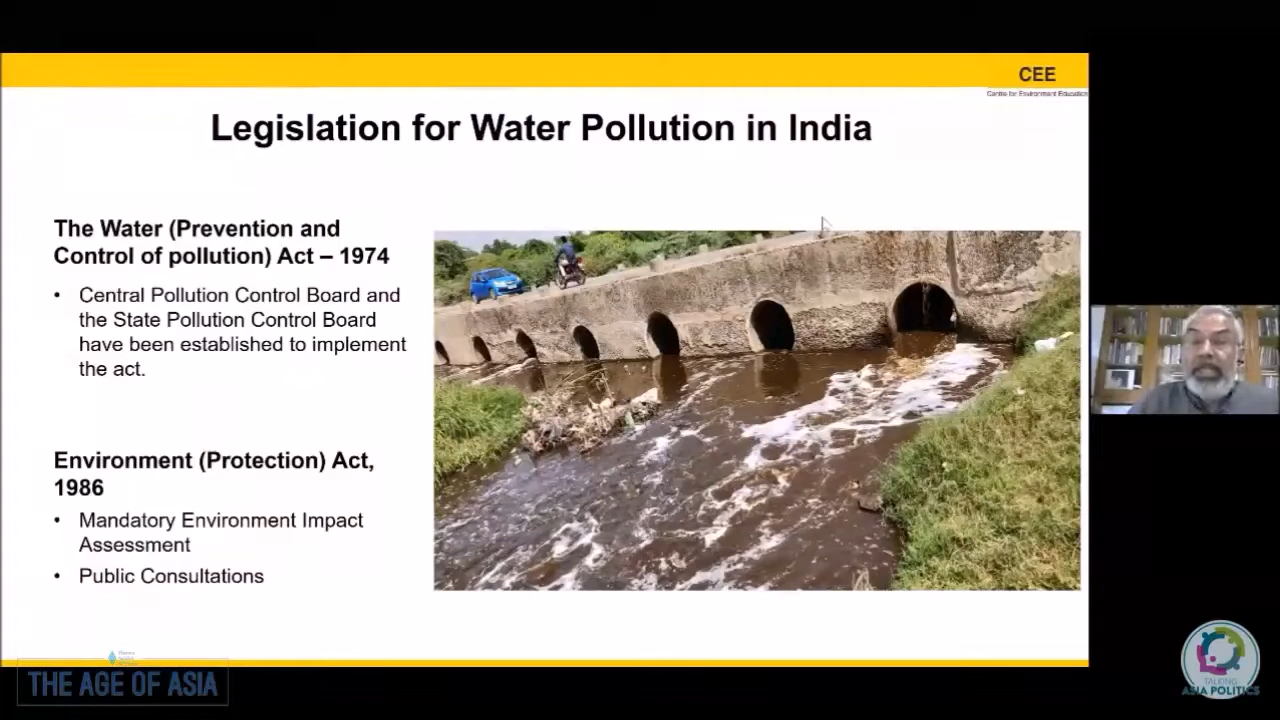 CEE
Centre for Environment Education
Legislation for Water Pollution in India
The Water (Prevention and
Control of pollution) Act – 1974
• Central Pollution Control Board and
the State Pollution Control Board
have been established to implement
the act.
Environment (Protection) Act,
1986
• Mandatory Environment Impact
Assessment
• Public Consultations
THE AGE OF ASIA
TALKING
ASIA POLITICS